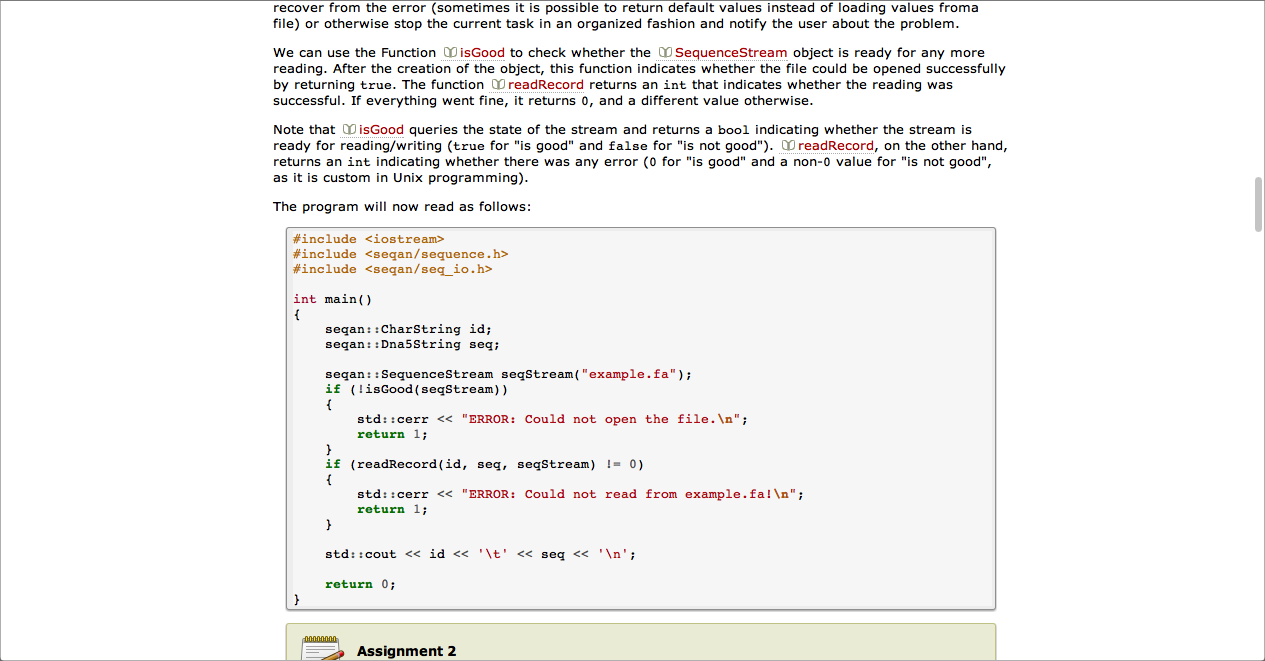 recover from the error (sometimes it is possible to return default values instead of loading values froma
file) or otherwise stop the current task in an organized fashion and notify the user about the problem.
We can use the Function isGood to check whether the SequenceStream object is ready for any more
reading. After the creation of the object, this function indicates whether the file could be opened successfully
by returning true. The function readRecord returns an int that indicates whether the reading was
successful. If everything went fine, it returns 0, and a different value otherwise.
Note that isGood queries the state of the stream and returns a bool indicating whether the stream is
ready for reading/writing (true for "is good" and false for "is not good"). readRecord, on the other hand,
returns an int indicating whether there was any error (0 for "is good" and a non-0 value for "is not good",
as it is custom in Unix programming).
The program will now read as follows:
#include <iostream>
#include <seqan/sequence.h>
#include <seqan/seq_io.h>
int main()
{
    seqan::CharString id;
    seqan::Dna5String seq;
    seqan::SequenceStream seqStream("example.fa");
    if (!isGood(seqStream))
    {
        std::cerr << "ERROR: Could not open the file.\n";
        return 1;
    }
    if (readRecord(id, seq, seqStream) != 0)
    {
        std::cerr << "ERROR: Could not read from example.fa!\n";
        return 1;
    }
    std::cout << id << '\t' << seq << '\n';
    return 0;
}
Assignment 2